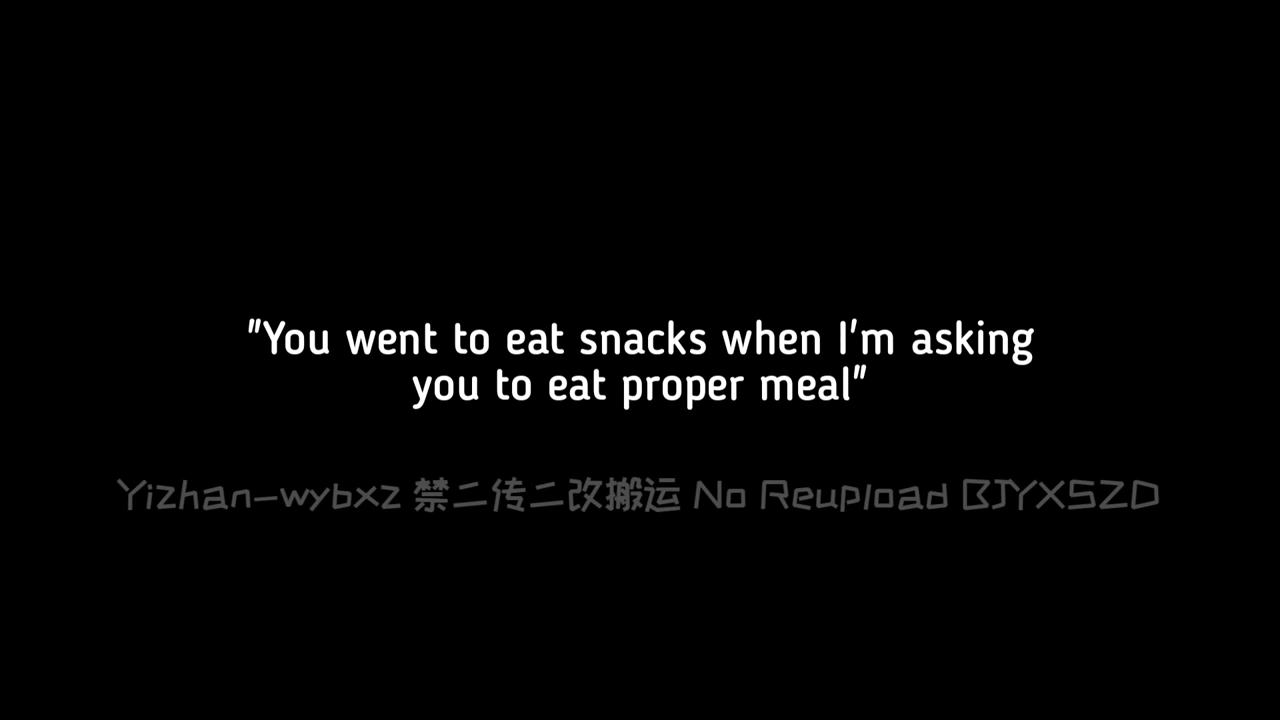 "You went to eat snacks when I'm asking
you to eat proper meal"
Yizhan-wybxz 禁二传二改搬运 No Reupload BJYXSZD